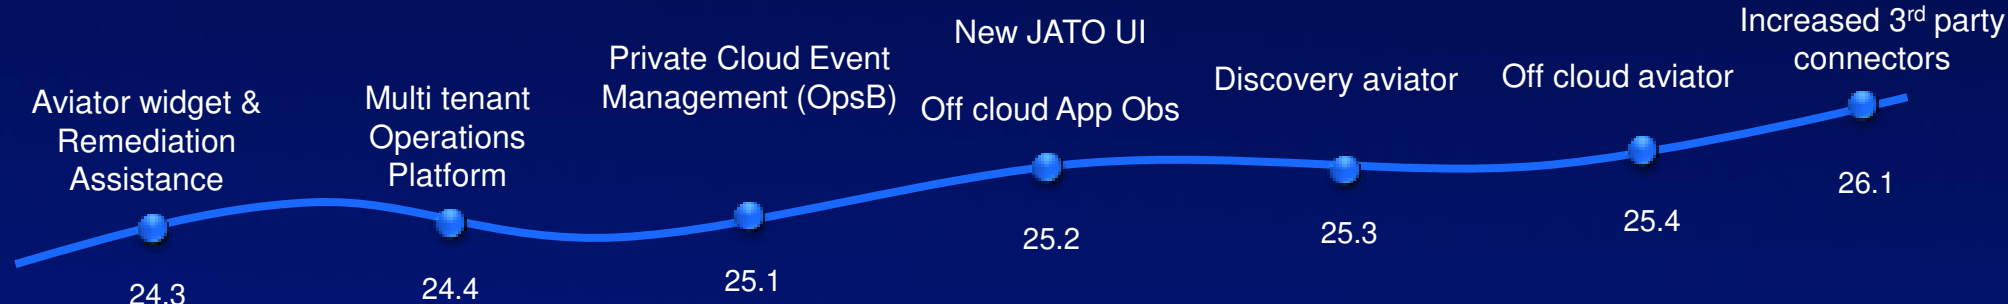 Aviator widget &
Remediation
Assistance
24.3
Multi tenant
Operations
Platform
24.4
Private Cloud Event
Management (OpsB)
25.1
New JATO UI
Off cloud App Obs
25.2
Discovery aviator
25.3
Off cloud aviator
25.4
Increased 3rd party
connectors
26.1